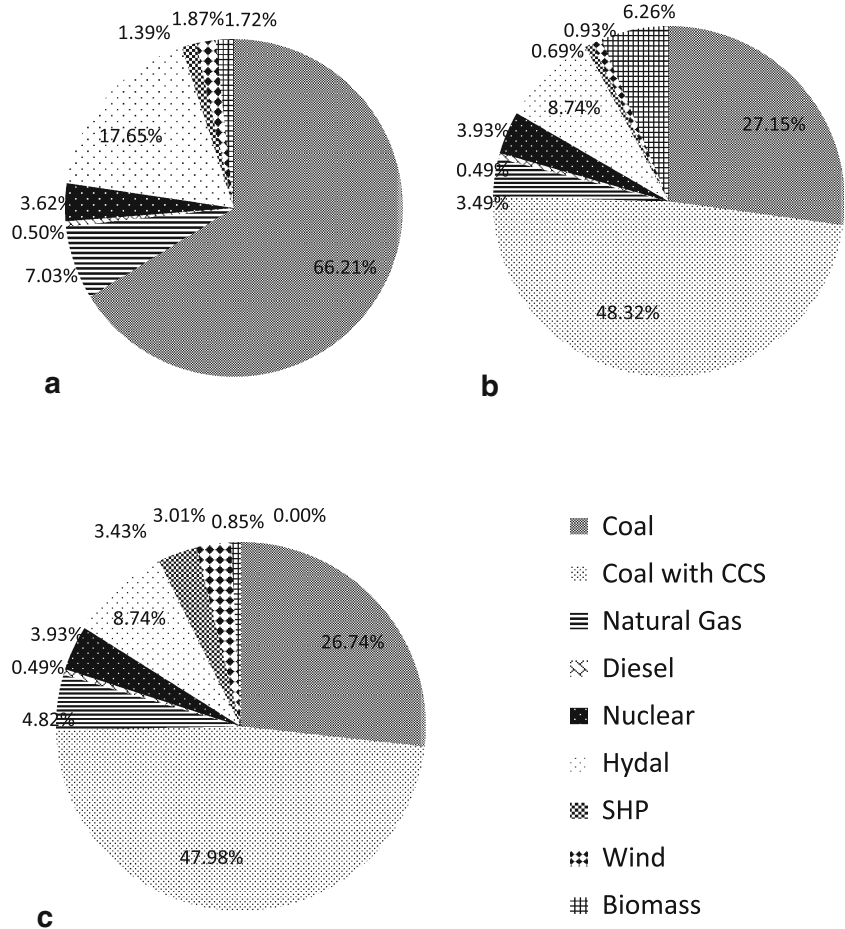 1.87% 1.72%
1.39%
17.65%
3.62%
0.50%
7.03%
66.21%
a
6.26%
0.93%
0.69%
8.74%
3.93%
0.49%
3.49%
27.15%
48.32%
b
3.01% 0.85% 0.00%
3.43%
8.74%
3.93%
0.49%
4.82%
26.74%
47.98%
c
Coal
Coal with CCS
Natural Gas
Diesel
Nuclear
Hydal
SHP
Wind
Biomass